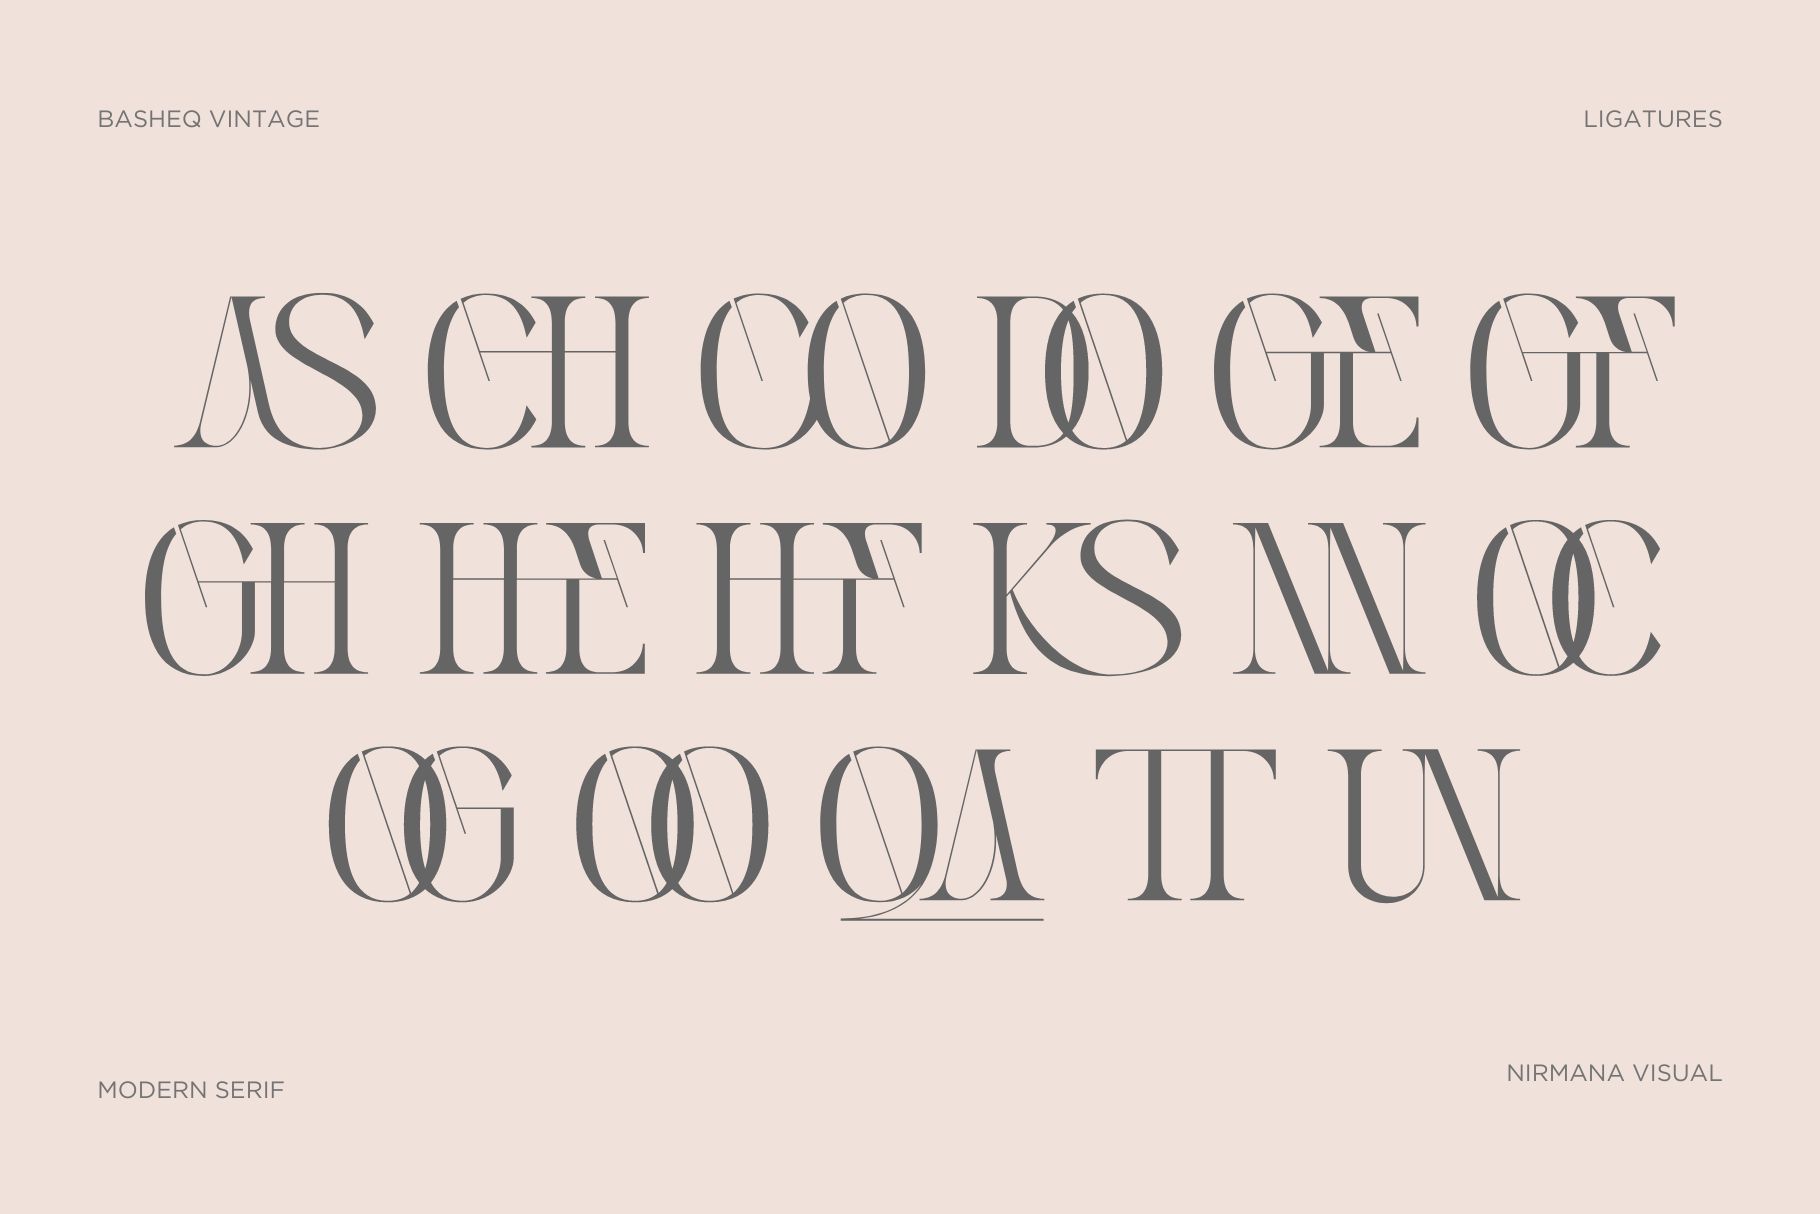 BASHEQ VINTAGE
LIGATURES
AS CH CO DO GE GF
GH HE HF KS NN OC
OG OO QA TT UN
MODERN SERIF
NIRMANA VISUAL